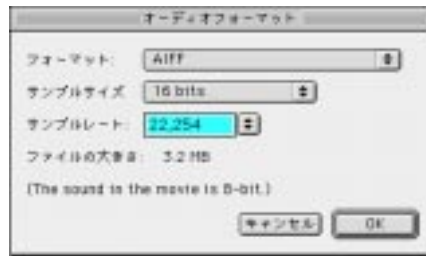 オーディオフォーマット
フォーマット: AIFF
サンプルサイズ 16 bits
サンプルレート: 22,254
ファイルの大きさ: 3.2 MB
(The sound in the movie is 8-bit.)
キャンセル OK